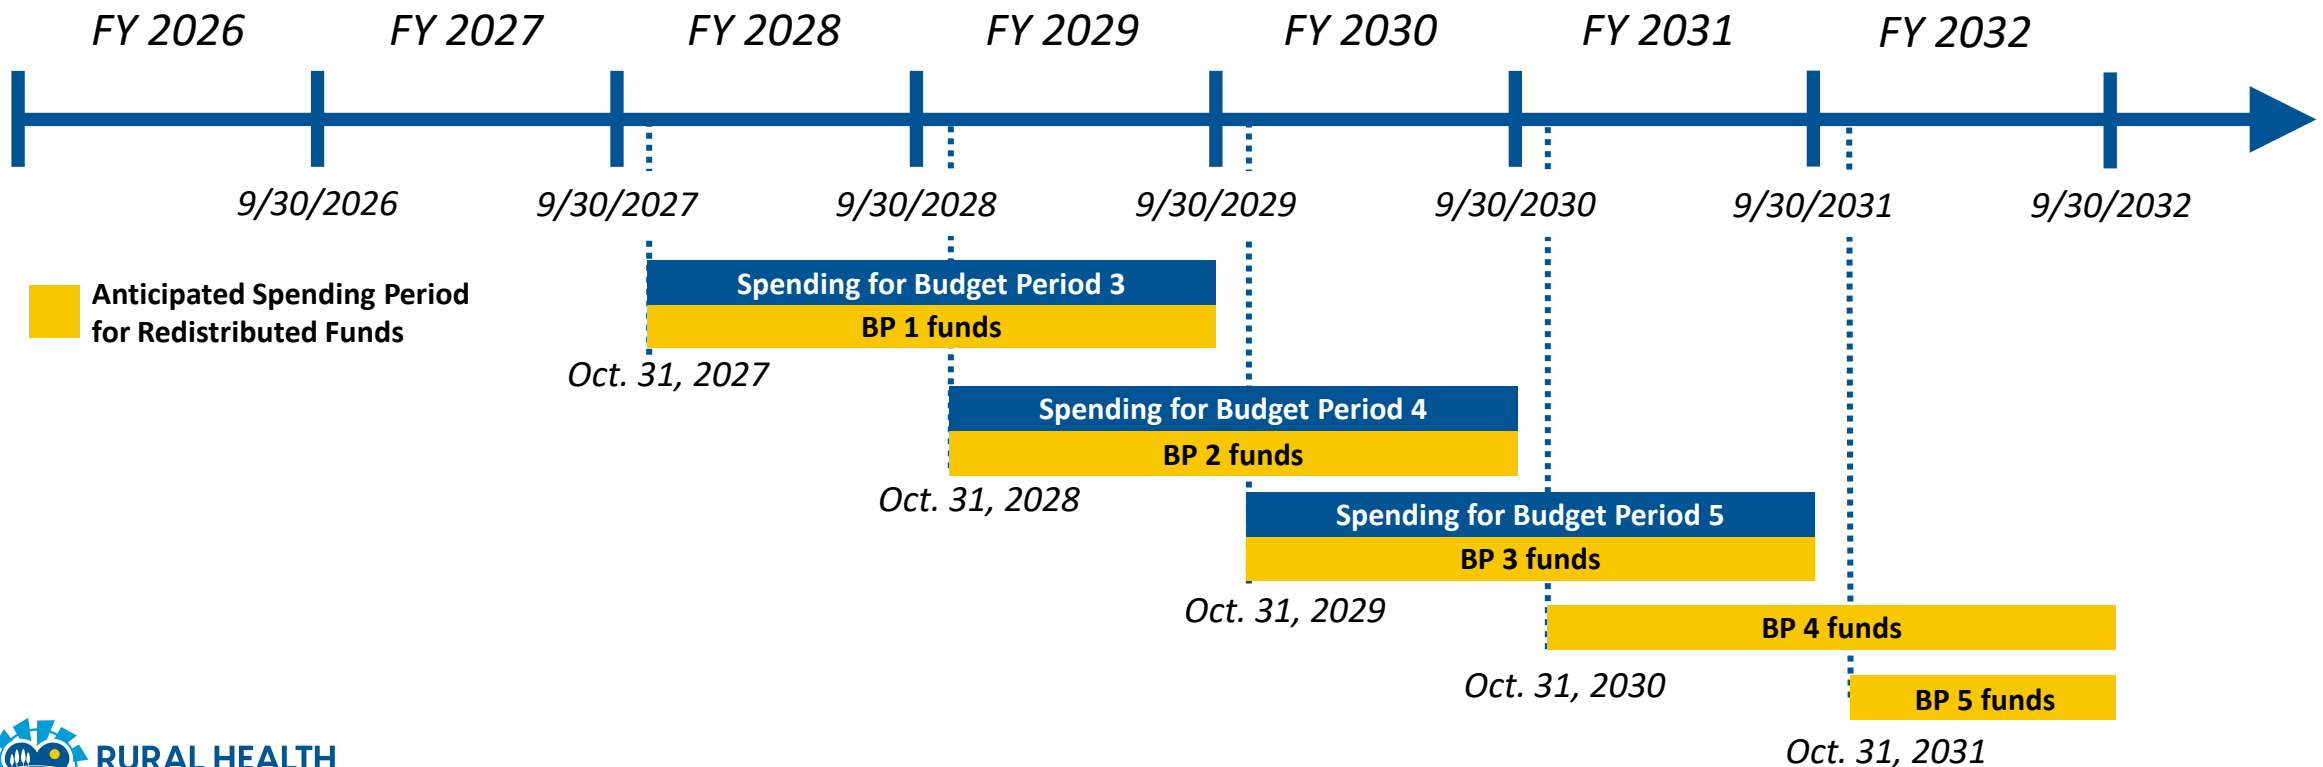 FY 2026 FY 2027 FY 2028 FY 2029 FY 2030 FY 2031 FY 2032
9/30/2026 9/30/2027 9/30/2028 9/30/2029 9/30/2030 9/30/2031 9/30/2032
Anticipated Spending Period
for Redistributed Funds
Spending for Budget Period 3
BP 1 funds
Oct. 31, 2027
Spending for Budget Period 4
BP 2 funds
Oct. 31, 2028
Spending for Budget Period 5
BP 3 funds
Oct. 31, 2029
BP 4 funds
Oct. 31, 2030
BP 5 funds
Oct. 31, 2031
RURAL HEALTH